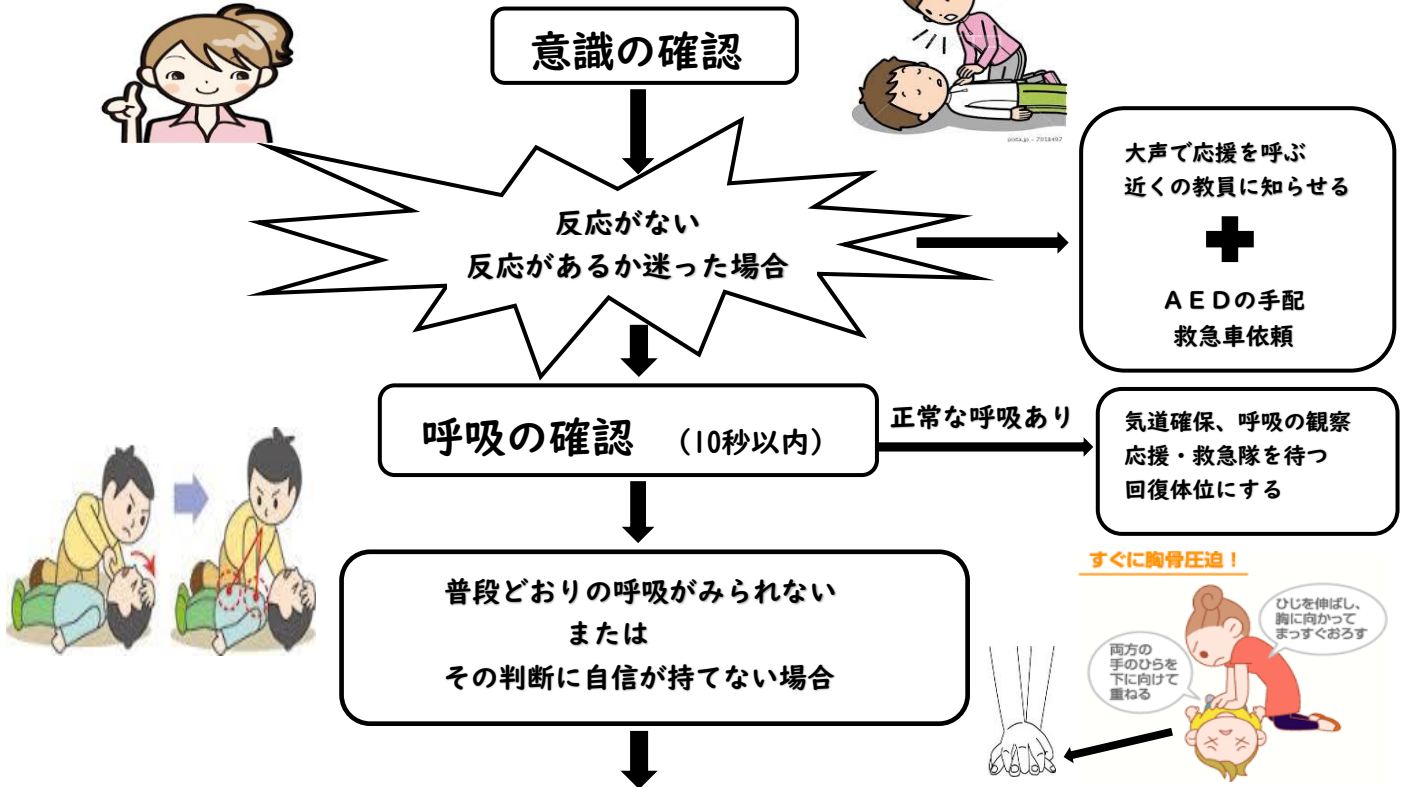 意識の確認
pixta.jp - 7018497
反応がない
反応があるか迷った場合
大声で応援を呼ぶ
近くの教員に知らせる
＋
ＡＥＤの手配
救急車依頼
呼吸の確認 （10秒以内）
正常な呼吸あり
気道確保、呼吸の観察
応援・救急隊を待つ
回復体位にする
普段どおりの呼吸がみられない
または
その判断に自信が持てない場合
すぐに胸骨圧迫！
ひじを伸ばし、
胸に向かって
まっすぐおろす
両方の
手のひらを
下に向けて
重ねる